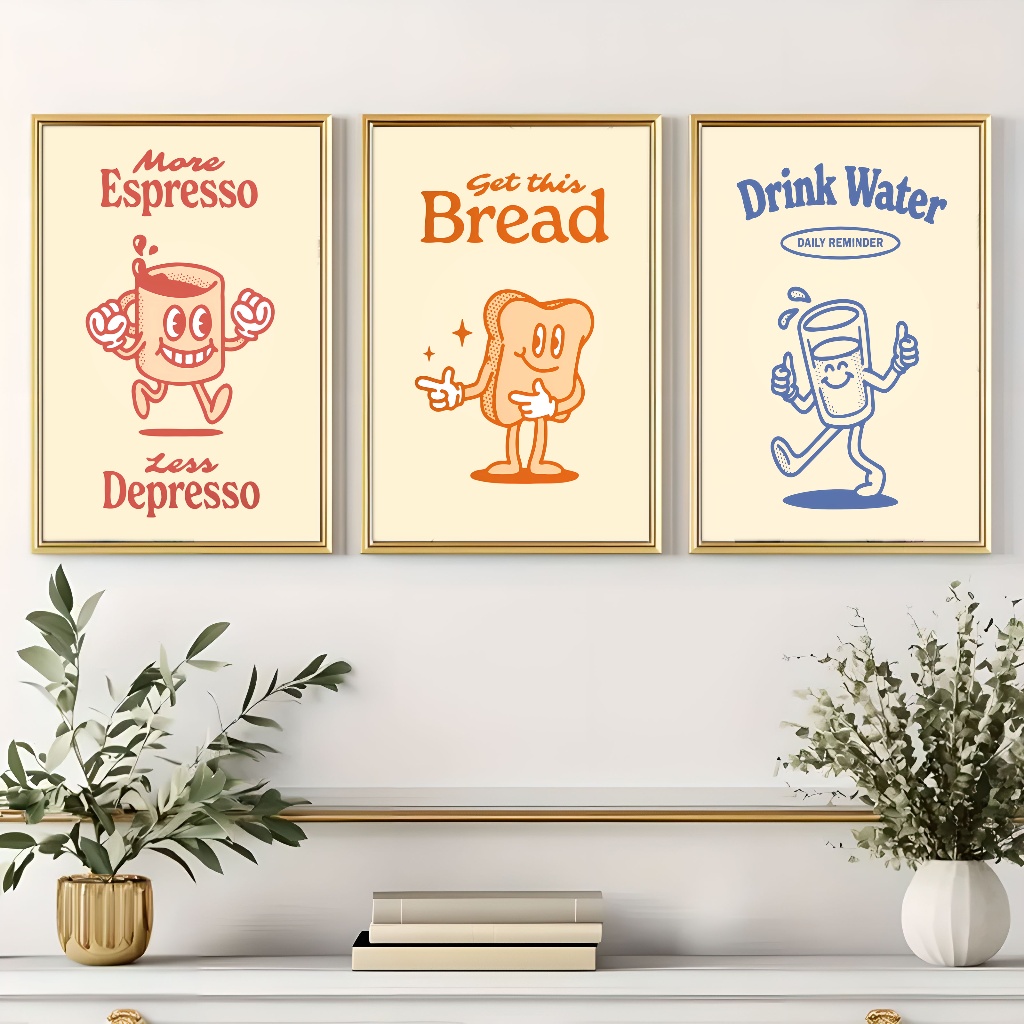 More
Espresso
Less
Depresso
Get this
Bread
Drink Water
DAILY REMINDER